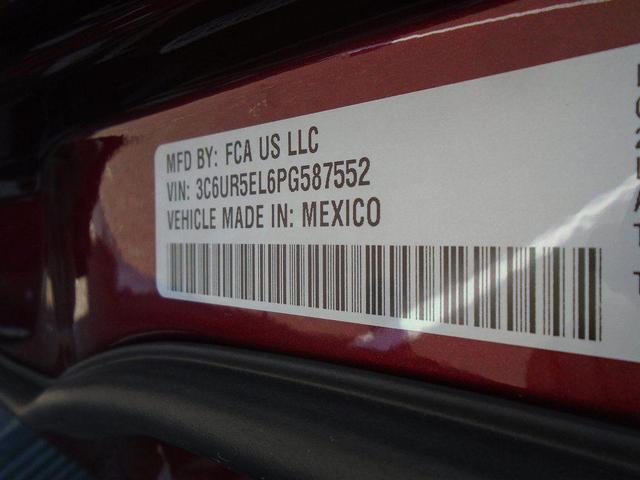 MFD BY: FCA US LLC
VIN: 3C6UR5EL6PG587552
VEHICLE MADE IN: MEXICO